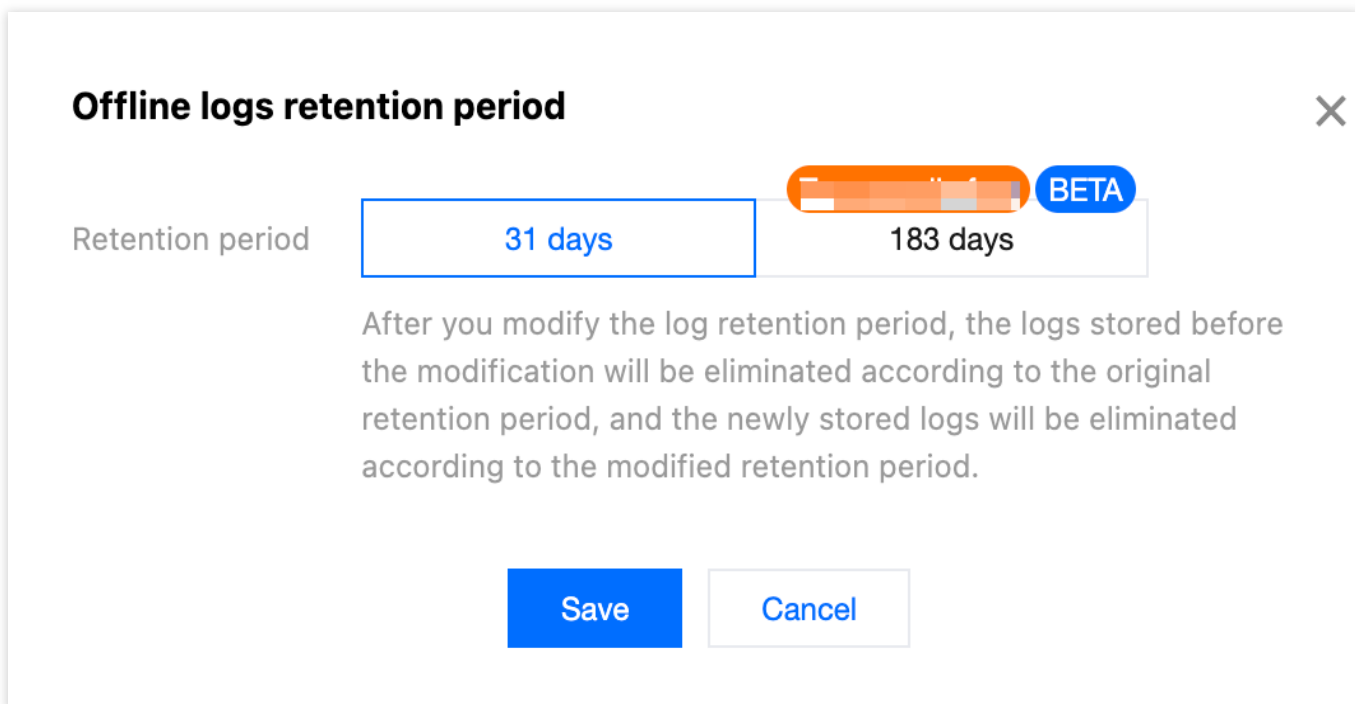 Offline logs retention period
BETA
Retention period
31 days
183 days
After you modify the log retention period, the logs stored before
the modification will be eliminated according to the original
retention period, and the newly stored logs will be eliminated
according to the modified retention period.
Save
Cancel